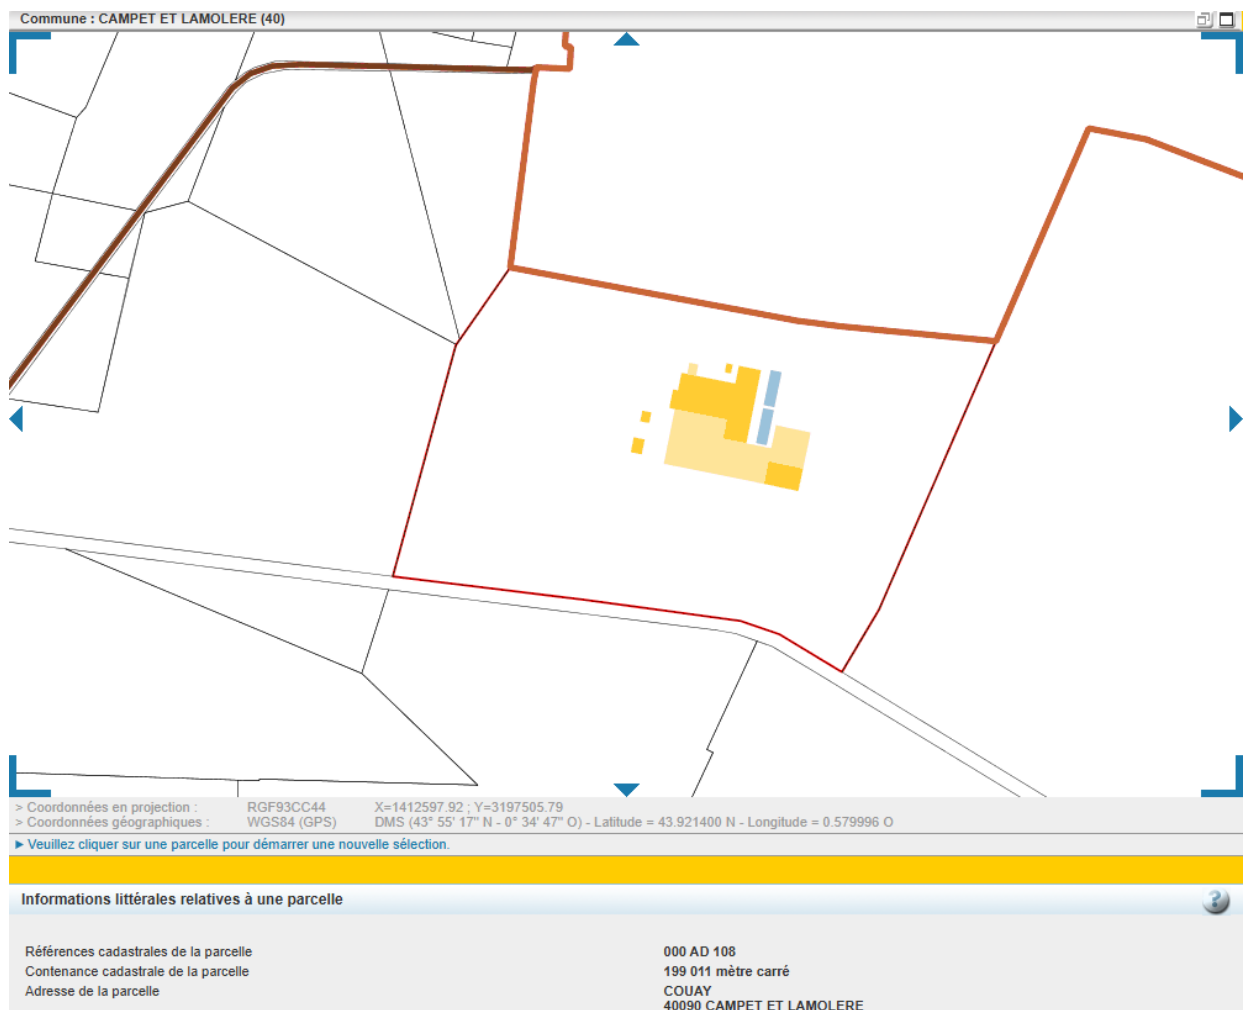 Commune : CAMPET ET LAMOLERE (40)
> Coordonnées en projection : RGF93CC44 X=1412597.92 ; Y=3197505.79
> Coordonnées géographiques : WGS84 (GPS) DMS (43° 55' 17" N - 0° 34' 47" O) - Latitude = 43.921400 N - Longitude = 0.579996 O
Veuillez cliquer sur une parcelle pour démarrer une nouvelle sélection.
Informations littérales relatives à une parcelle
?
Références cadastrales de la parcelle 000 AD 108
Contenance cadastrale de la parcelle 199 011 mètre carré
Adresse de la parcelle COUAY
40090 CAMPET ET LAMOLERE